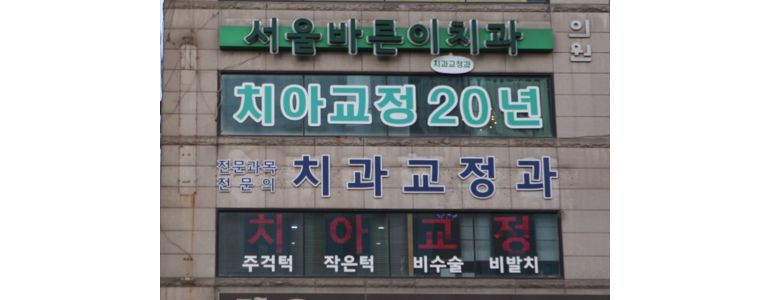 서울바른이치과 의원
치과교정과
치아교정 20년
전문과목
전문의 치과교정과
치아교정
주걱턱 작은턱 비수술 비발치